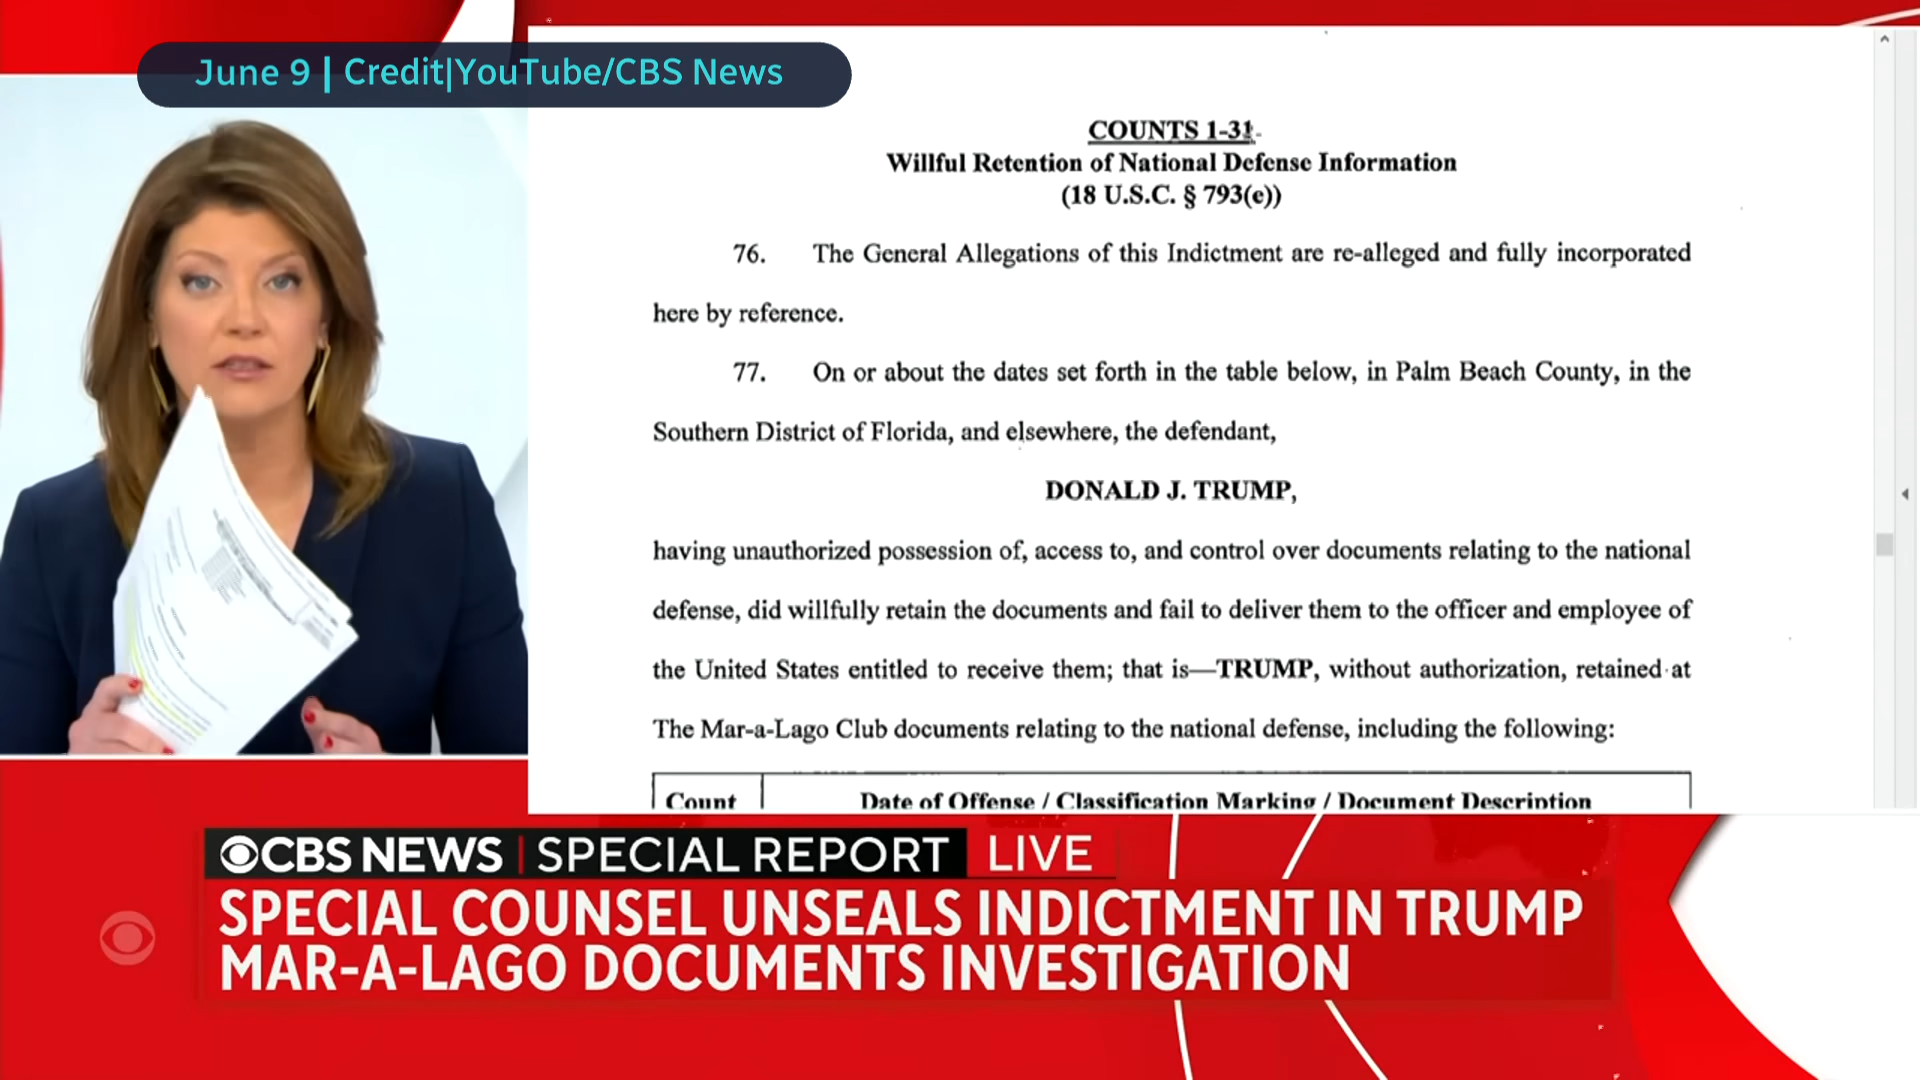 June 9 | Credit|YouTube/CBS News
COUNTS 1-31
Willful Retention of National Defense Information
(18 U.S.C. § 793(e))
76. The General Allegations of this Indictment are re-alleged and fully incorporated
here by reference.
77. On or about the dates set forth in the table below, in Palm Beach County, in the
Southern District of Florida, and elsewhere, the defendant,
DONALD J. TRUMP,
having unauthorized possession of, access to, and control over documents relating to the national
defense, did willfully retain the documents and fail to deliver them to the officer and employee of
the United States entitled to receive them; that is—TRUMP, without authorization, retained at
The Mar-a-Lago Club documents relating to the national defense, including the following:
Count Date of Offense / Classification Marking / Document Description
CBS NEWS | SPECIAL REPORT LIVE
SPECIAL COUNSEL UNSEALS INDICTMENT IN TRUMP
MAR-A-LAGO DOCUMENTS INVESTIGATION